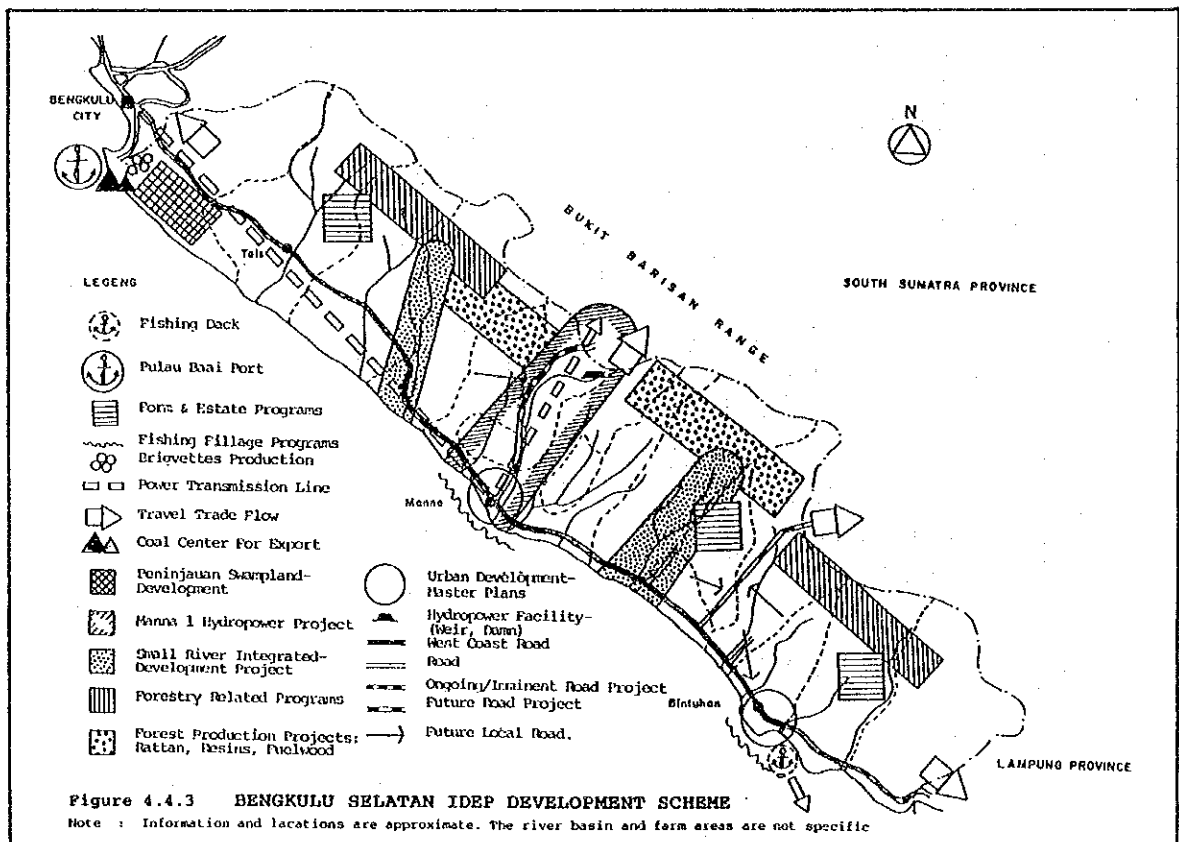 BENGKULU
CITY
N
BUKIT BARISAN RANGE
SOUTH SUNATRA PROVINCE
Tais
LEGENG
Fishing Dack
Pulau Baai Port
Form & Estate Programs
Fishing Fillage Programs
Briqvettes Production
Power Transmission Line
Travel Trade Flow
Coal Center For Export
Peninjauan Swampland-
Development
Manna 1 Hydropower Project
Small River Integrated-
Development Project
Forestry Related Programs
Forest Production Projects:
Rattan, Resins, Fuelwood
Urban Development-
Master Plans
Hydropower Facility-
(Weir, Damn)
West Coast Road
Road
Ongoing/Imminent Road Project
Future Road Project
Future Local Road.
Manna
Bintuhan
LAMPUNG PROVINCE
Figure 4.4.3 BENGKULU SELATAN IDEP DEVELOPMENT SCHEME
Note : Information and lacations are approximate. The river basin and farm areas are not specific